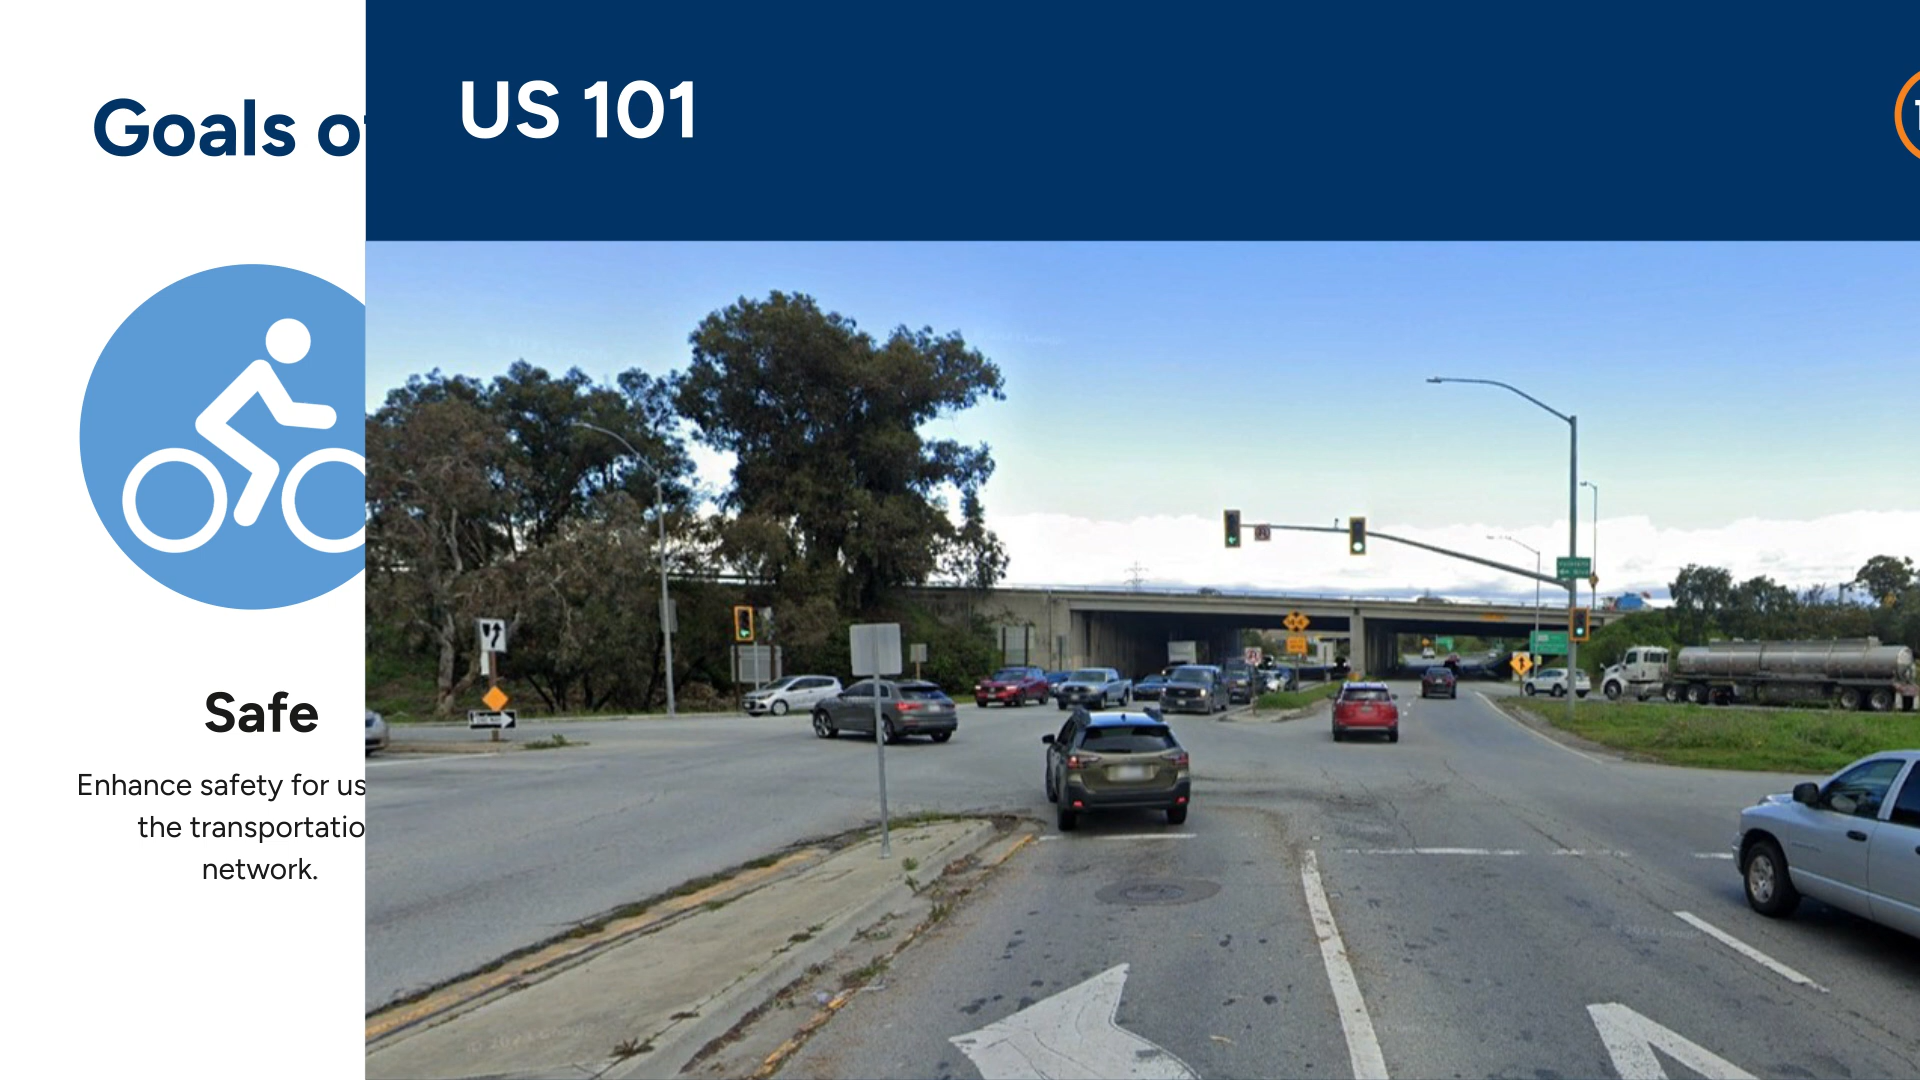 Goals o
US 101
Safe
Enhance safety for us
the transportatio
network.